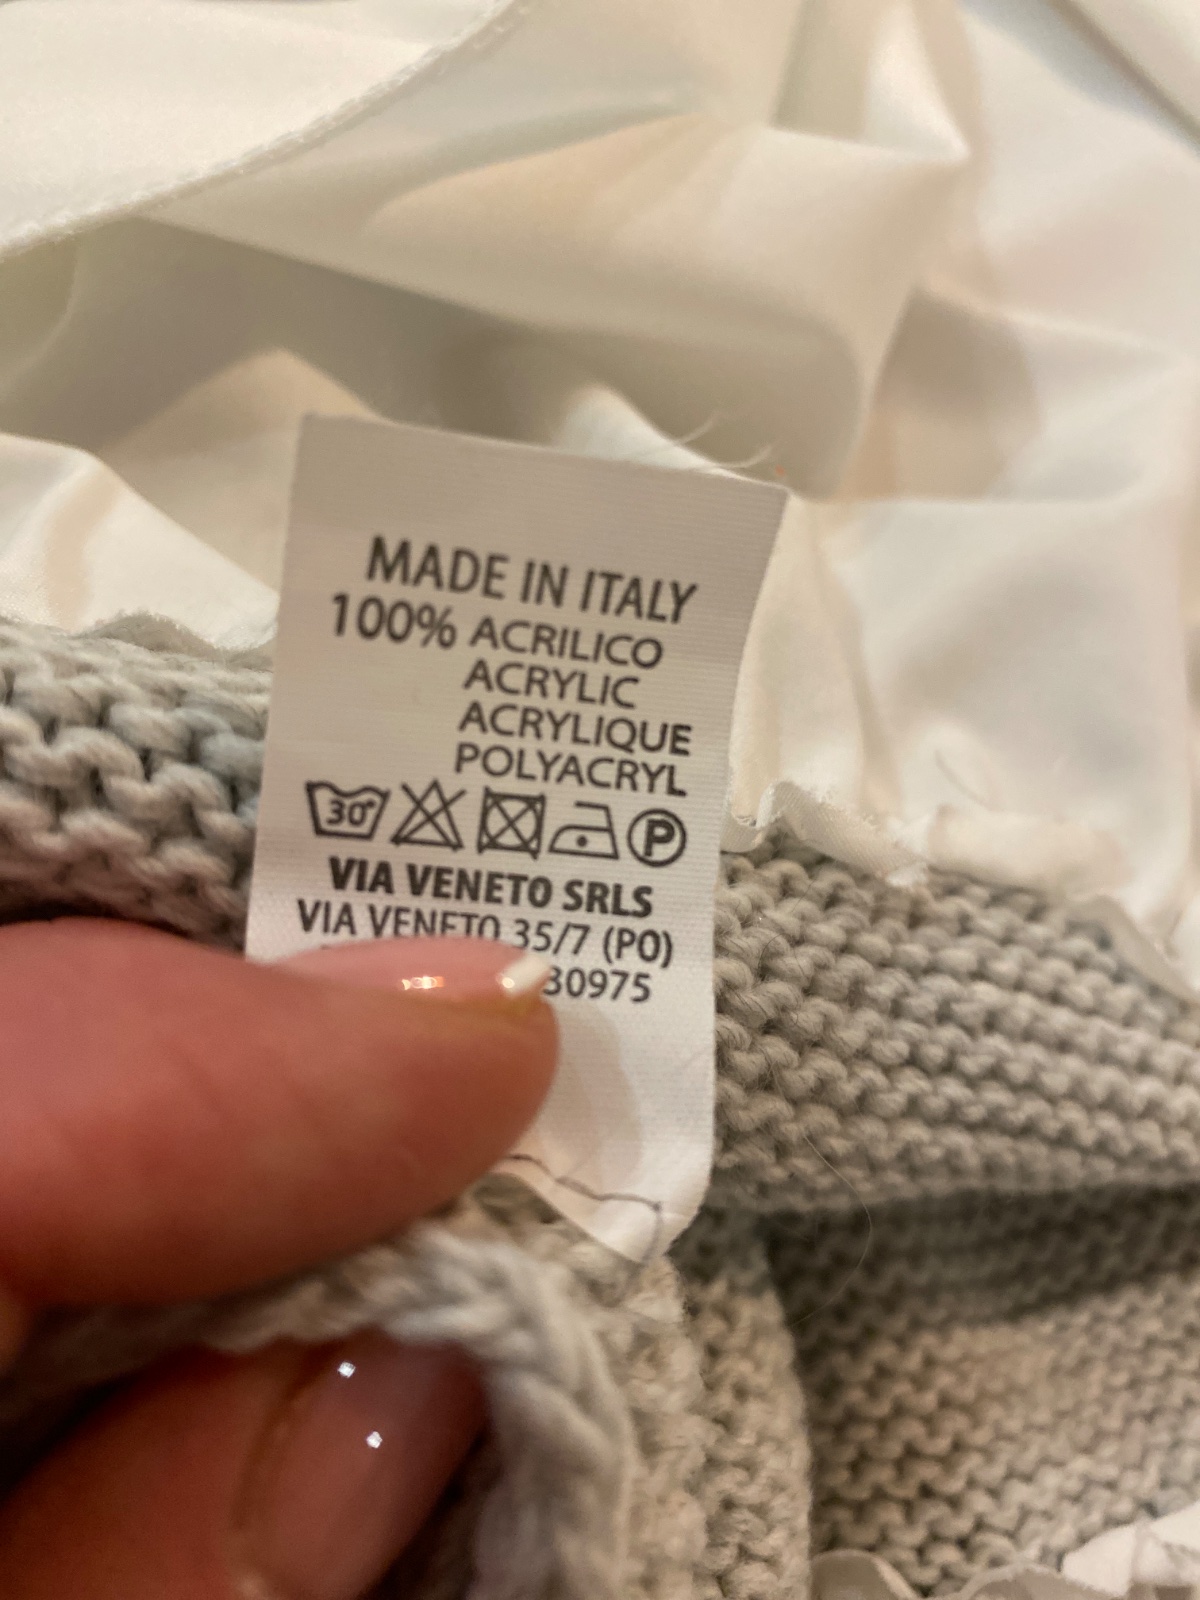 MADE IN ITALY
100% ACRILICO
ACRYLIC
ACRYLIQUE
POLYACRYL
30° P
VIA VENETO SRLS
VIA VENETO 35/7 (PO)
30975